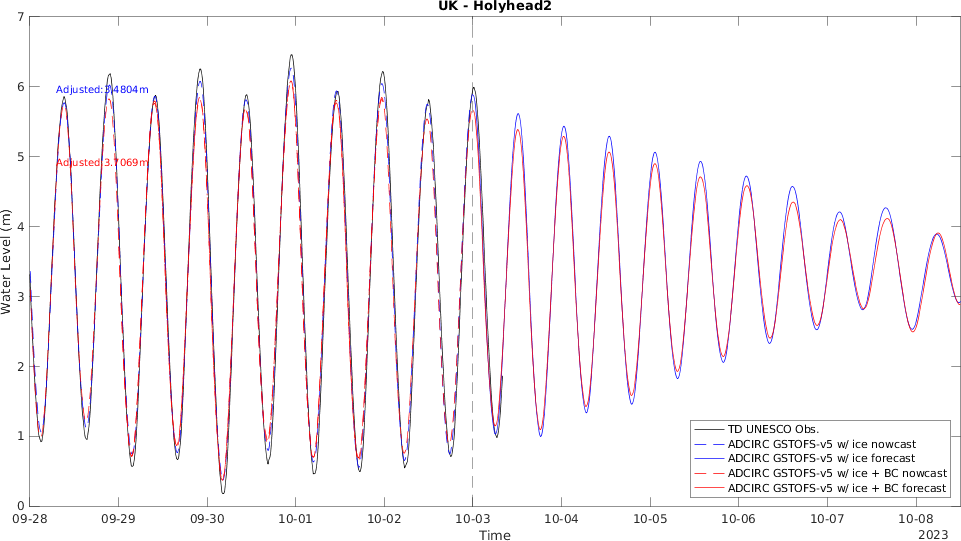 UK - Holyhead2
7
6
5
4
3
2
1
0
Water Level (m)
Adjusted:3.4804m
Adjusted:3.7069m
TD UNESCO Obs.
ADCIRC GSTOFS-v5 w/ ice nowcast
ADCIRC GSTOFS-v5 w/ ice forecast
ADCIRC GSTOFS-v5 w/ ice + BC nowcast
ADCIRC GSTOFS-v5 w/ ice + BC forecast
09-28 09-29 09-30 10-01 10-02 10-03 10-04 10-05 10-06 10-07 10-08
Time
2023